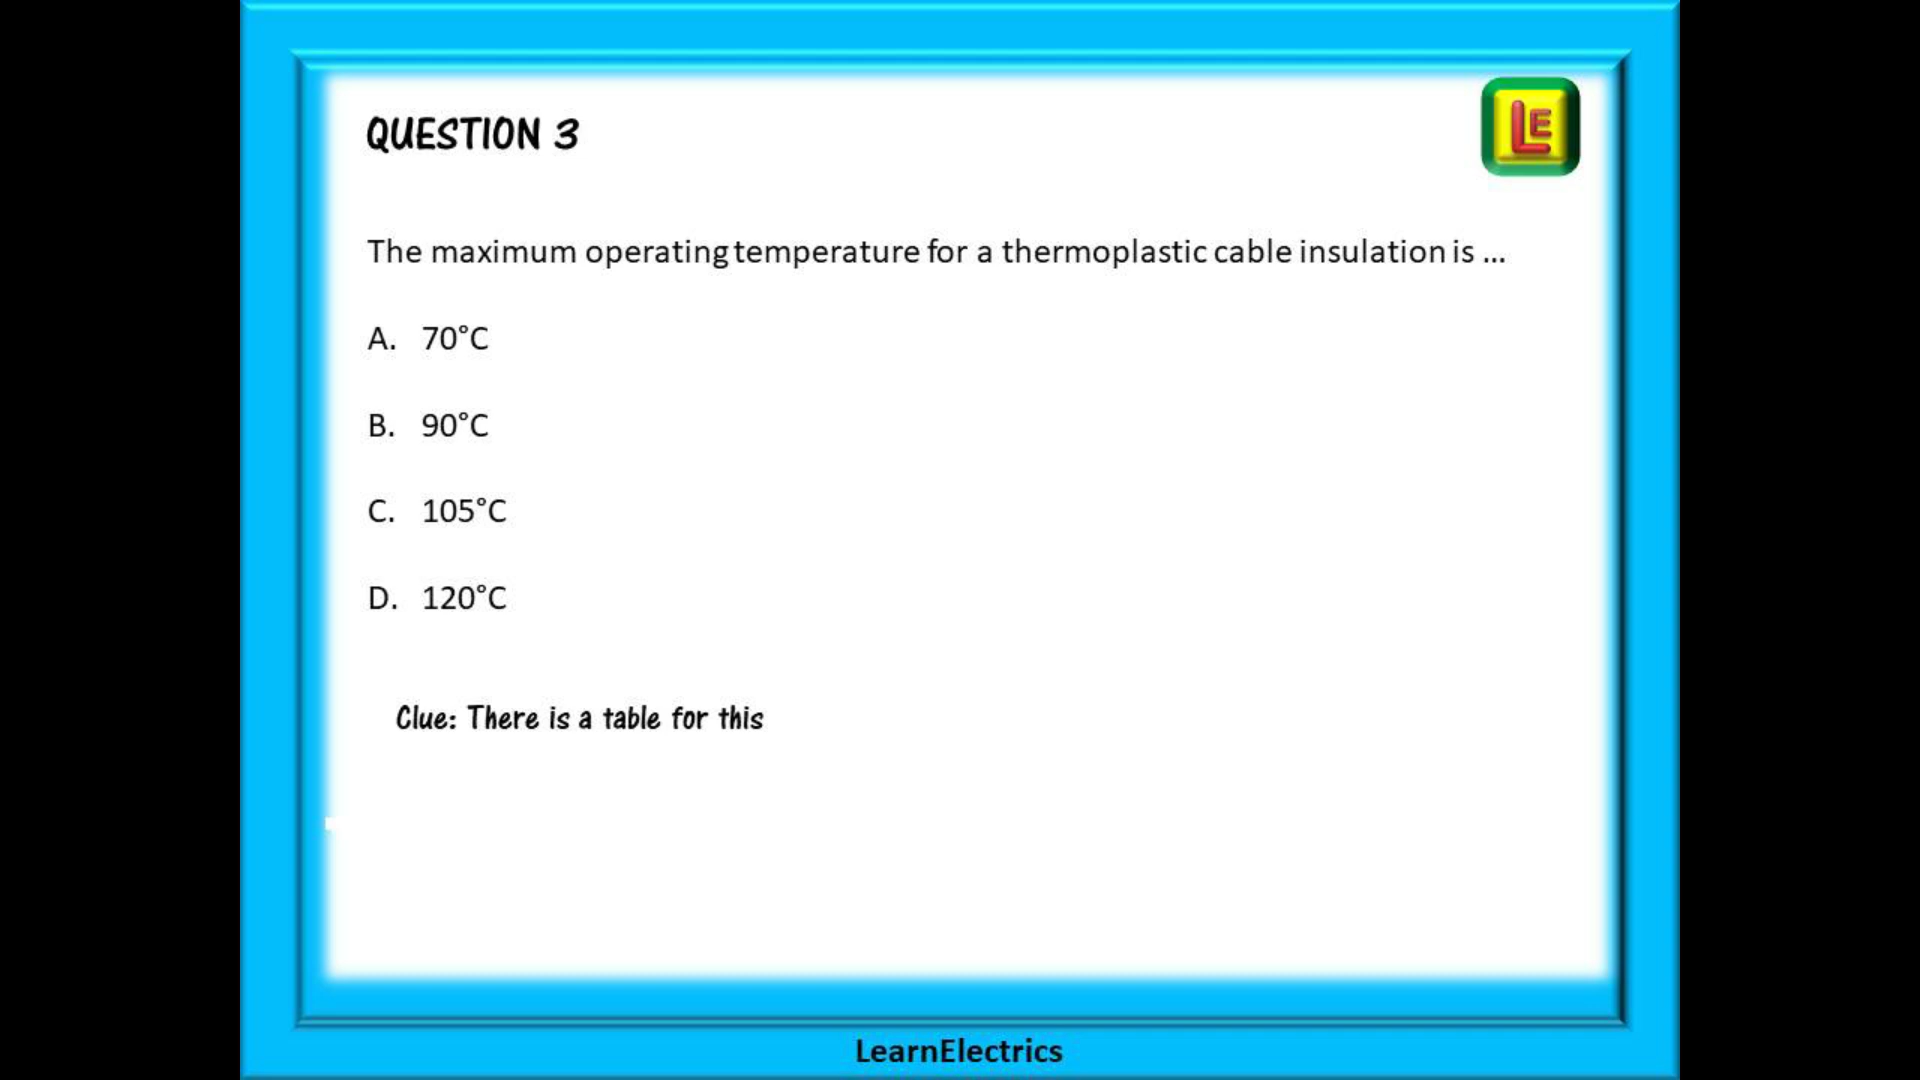 QUESTION 3
LE
The maximum operating temperature for a thermoplastic cable insulation is ...
A. 70°C
B. 90°C
C. 105°C
D. 120°C
Clue: There is a table for this
LearnElectrics